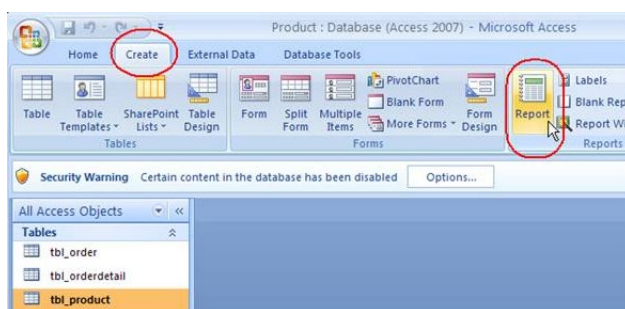 Product : Database (Access 2007) - Microsoft Access
Home Create External Data Database Tools
Table
Table Templates
SharePoint Lists
Table Design
Tables
Form
Split Form
Multiple Items
PivotChart
Blank Form
More Forms
Form Design
Forms
Report
Labels
Blank Rep
Report Wi
Reports
Security Warning Certain content in the database has been disabled Options...
All Access Objects
Tables
tbl_order
tbl_orderdetail
tbl_product